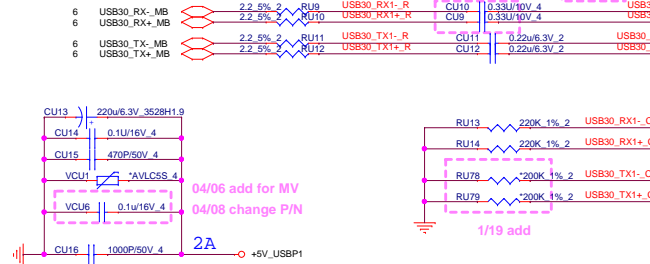 6 USB30_RX-_MB 2.2_5%_2 RU9 USB30_RX1-_R CU10 0.33U/10V_4 USB3
6 USB30_RX+_MB 2.2_5%_2 RU10 USB30_RX1+_R CU9 0.33U/10V_4 USB3
6 USB30_TX-_MB 2.2_5%_2 RU11 USB30_TX1-_R CU11 0.22u/6.3V_2 USB30_
6 USB30_TX+_MB 2.2_5%_2 RU12 USB30_TX1+_R CU12 0.22u/6.3V_2 USB30_
CU13 220u/6.3V_3528H1.9
+
CU14 0.1U/16V_4
CU15 470P/50V_4
VCU1 *AVLC5S_4
04/06 add for MV
VCU6 0.1u/16V_4
04/08 change P/N
CU16 1000P/50V_4
2A
+5V_USBP1
RU13 220K_1%_2 USB30_RX1-_C
RU14 220K_1%_2 USB30_RX1+_C
RU78 *200K_1%_2 USB30_TX1-_C
RU79 *200K_1%_2 USB30_TX1+_C
1/19 add